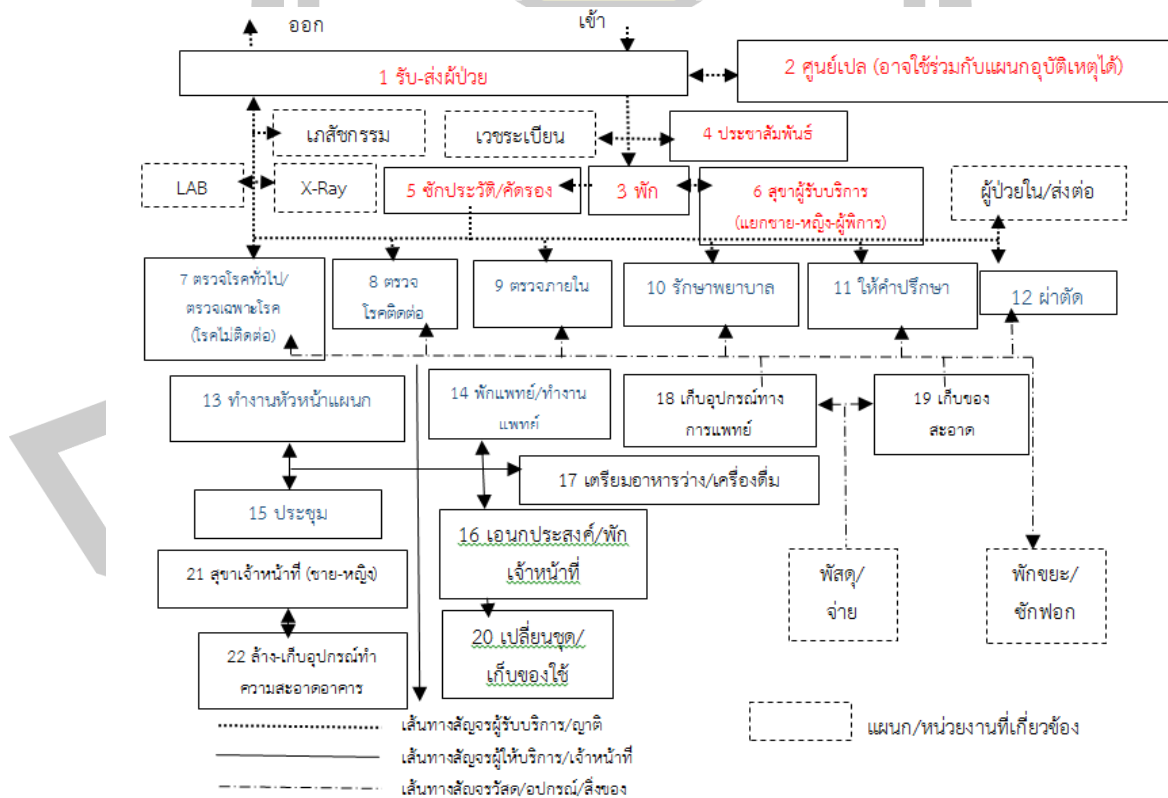 ออก
เข้า
1 รับ-ส่งผู้ป่วย
2 ศูนย์เปล (อาจใช้ร่วมกับแผนกอุบัติเหตุได้)
เภสัชกรรม
เวชระเบียน
4 ประชาสัมพันธ์
LAB
X-Ray
5 ซักประวัติ/คัดรอง
3 พัก
6 สุขาผู้รับบริการ
(แยกชาย-หญิง-ผู้พิการ)
ผู้ป่วยใน/ส่งต่อ
7 ตรวจโรคทั่วไป/
ตรวจเฉพาะโรค
(โรคไม่ติดต่อ)
8 ตรวจ
โรคติดต่อ
9 ตรวจภายใน
10 รักษาพยาบาล
11 ให้คำปรึกษา
12 ผ่าตัด
13 ทำงานหัวหน้าแผนก
14 พักแพทย์/ทำงาน
แพทย์
18 เก็บอุปกรณ์ทาง
การแพทย์
19 เก็บของ
สะอาด
17 เตรียมอาหารว่าง/เครื่องดื่ม
15 ประชุม
16 เอนกประสงค์/พัก
เจ้าหน้าที่
21 สุขาเจ้าหน้าที่ (ชาย-หญิง)
พัสดุ/
จ่าย
พักขยะ/
ซักฟอก
20 เปลี่ยนชุด/
เก็บของใช้
22 ล้าง-เก็บอุปกรณ์ทำ
ความสะอาดอาคาร
เส้นทางสัญจรผู้รับบริการ/ญาติ
เส้นทางสัญจรผู้ให้บริการ/เจ้าหน้าที่
เส้นทางสัญจรวัสดุ/อุปกรณ์/สิ่งของ
แผนก/หน่วยงานที่เกี่ยวข้อง